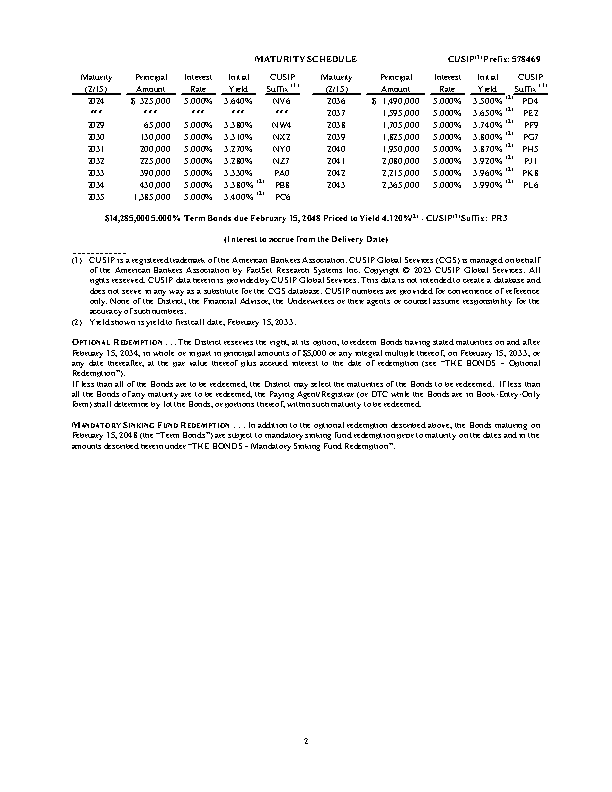 MATURITY SCHEDULE CUSIP(1) Prefix: 578469
Maturity Principal Interest Initial CUSIP Maturity Principal Interest Initial CUSIP
(2/15) Amount Rate Yield Suffix (1) (2/15) Amount Rate Yield Suffix (1)
2024 $ 325,000 5.000% 3.640% NV6 2036 $ 1,490,000 5.000% 3.500% (2) PD4
*** *** *** *** *** 2037 1,595,000 5.000% 3.650% (2) PE2
2029 65,000 5.000% 3.380% NW4 2038 1,705,000 5.000% 3.740% (2) PF9
2030 130,000 5.000% 3.310% NX2 2039 1,825,000 5.000% 3.800% (2) PG7
2031 200,000 5.000% 3.270% NY0 2040 1,950,000 5.000% 3.870% (2) PH5
2032 225,000 5.000% 3.280% NZ7 2041 2,080,000 5.000% 3.920% (2) PJ1
2033 390,000 5.000% 3.330% PA0 2042 2,215,000 5.000% 3.960% (2) PK8
2034 430,000 5.000% 3.380% (2) PB8 2043 2,365,000 5.000% 3.990% (2) PL6
2035 1,385,000 5.000% 3.400% (2) PC6
$14,285,000 5.000% Term Bonds due February 15, 2048 Priced to Yield 4.120%(2) - CUSIP(1) Suffix: PR3
(Interest to accrue from the Delivery Date)
(1) CUSIP is a registered trademark of the American Bankers Association. CUSIP Global Services (CGS) is managed on behalf
of the American Bankers Association by FactSet Research Systems Inc. Copyright © 2023 CUSIP Global Services. All
rights reserved. CUSIP data herein is provided by CUSIP Global Services. This data is not intended to create a database and
does not serve in any way as a substitute for the CGS database. CUSIP numbers are provided for convenience of reference
only. None of the District, the Financial Advisor, the Underwriters or their agents or counsel assume responsibility for the
accuracy of such numbers.
(2) Yield shown is yield to first call date, February 15, 2033.
OPTIONAL REDEMPTION . . . The District reserves the right, at its option, to redeem Bonds having stated maturities on and after
February 15, 2034, in whole or in part in principal amounts of $5,000 or any integral multiple thereof, on February 15, 2033, or
any date thereafter, at the par value thereof plus accrued interest to the date of redemption (see “THE BONDS – Optional
Redemption”).
If less than all of the Bonds are to be redeemed, the District may select the maturities of the Bonds to be redeemed. If less than
all the Bonds of any maturity are to be redeemed, the Paying Agent/Registrar (or DTC while the Bonds are in Book-Entry-Only
form) shall determine by lot the Bonds, or portions thereof, within such maturity to be redeemed.
MANDATORY SINKING FUND REDEMPTION . . . In addition to the optional redemption described above, the Bonds maturing on
February 15, 2048 (the “Term Bonds”) are subject to mandatory sinking fund redemption prior to maturity on the dates and in the
amounts described herein under “THE BONDS – Mandatory Sinking Fund Redemption”.
2